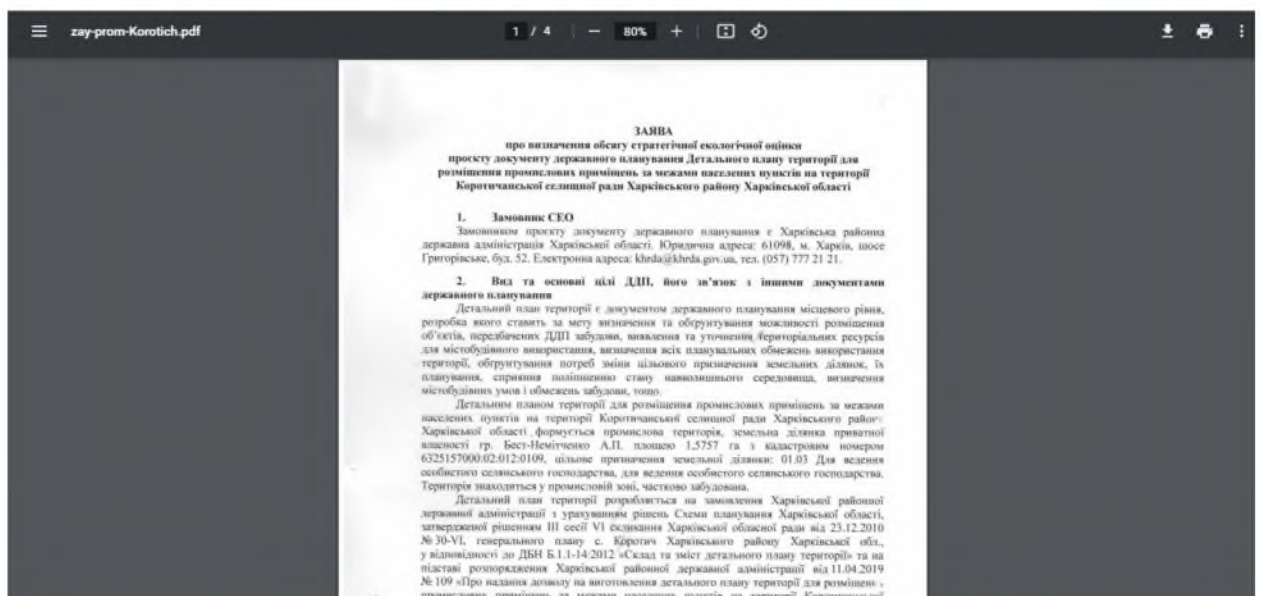 zay-prom-Korotich.pdf
1 / 4
80%
ЗАЯВА
про визначення обсягу стратегічної екологічної оцінки
проєкту документу державного планування Детального плану території для
розміщення промислових приміщень за межами населених пунктів на території
Коротичанської селищної ради Харківського району Харківської області
1. Замовник СЕО
Замовником проєкту документу державного планування є Харківська районна
державна адміністрація Харківської області. Юридична адреса: 61098, м. Харків, шосе
Григорівське, буд. 52. Електронна адреса: khrda@khrda.gov.ua, тел. (057) 777 21 21.
2. Вид та основні цілі ДДП, його зв'язок з іншими документами
державного планування
Детальний план території є документом державного планування місцевого рівня,
розробка якого ставить за мету визначення та обґрунтування можливості розміщення
об'єктів, передбачених ДДП забудови, виявлення та уточнення територіальних ресурсів
для містобудівного використання, визначення всіх планувальних обмежень використання
території, обґрунтування потреб зміни цільового призначення земельних ділянок, їх
планування, сприяння поліпшенню стану навколишнього середовища, визначення
містобудівних умов і обмежень забудови, тощо.
Детальним планом території для розміщення промислових приміщень за межами
населених пунктів на території Коротичанської селищної ради Харківського району
Харківської області формується промислова територія, земельна ділянка приватної
власності гр. Бест-Немітченко А.П. площею 1,5757 га з кадастровим номером
6325157000:02:012:0109, цільове призначення земельної ділянки: 01.03 Для ведення
особистого селянського господарства, для ведення особистого селянського господарства.
Територія знаходиться у промисловій зоні, частково забудована.
Детальний план території розробляється на замовлення Харківської районної
державної адміністрації з урахуванням рішень Схеми планування Харківської області,
затвердженої рішенням III сесії VI скликання Харківської обласної ради від 23.12.2010
№ 30-VI, генерального плану с. Коротич Харківського району Харківської обл.,
у відповідності до ДБН Б.1.1-14:2012 «Склад та зміст детального плану території» та на
підставі розпорядження Харківської районної державної адміністрації від 11.04.2019
№ 109 «Про надання дозволу на виготовлення детального плану території для розміщення
промислових приміщень за межами населених пунктів на території Коротичанської